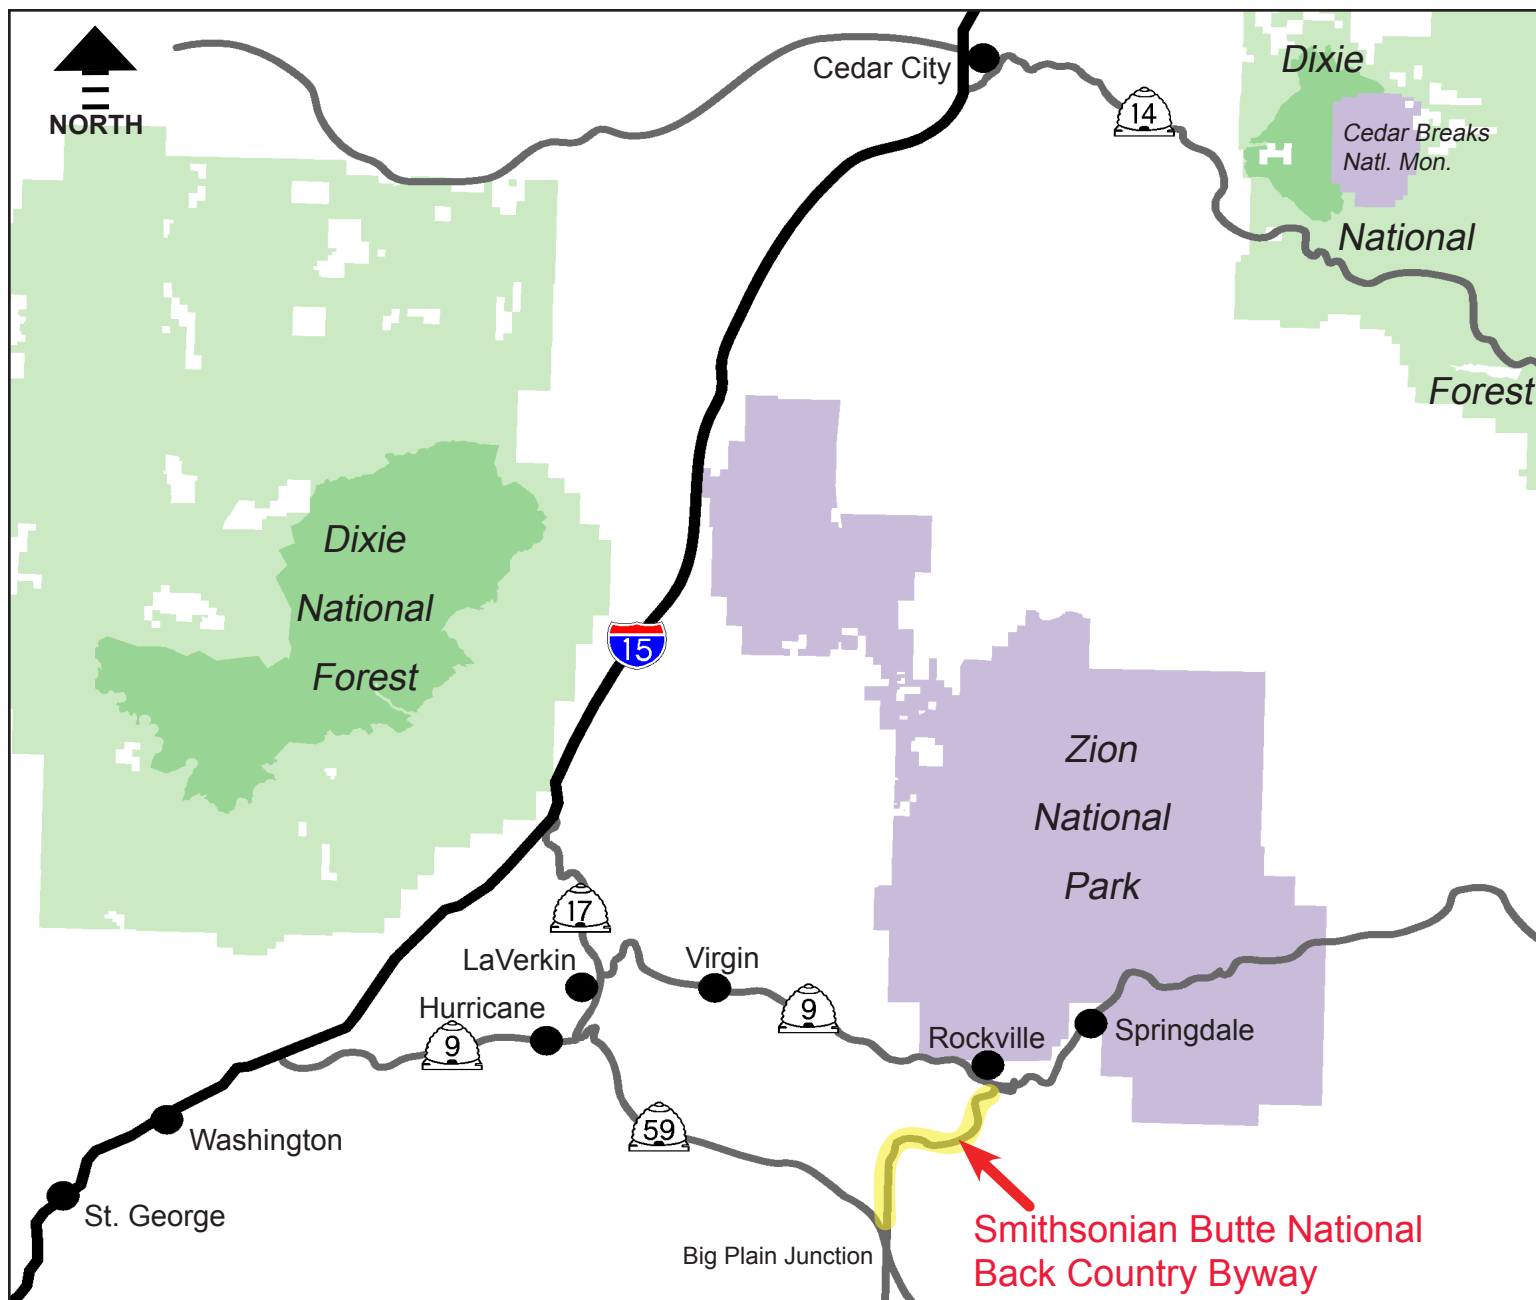 NORTH
Cedar City
14
Dixie
Cedar Breaks
Natl. Mon.
National
Forest
Dixie
National
Forest
15
Zion
National
Park
17
LaVerkin
Virgin
Hurricane
9
9
Rockville
Springdale
59
Washington
St. George
Big Plain Junction
Smithsonian Butte National
Back Country Byway